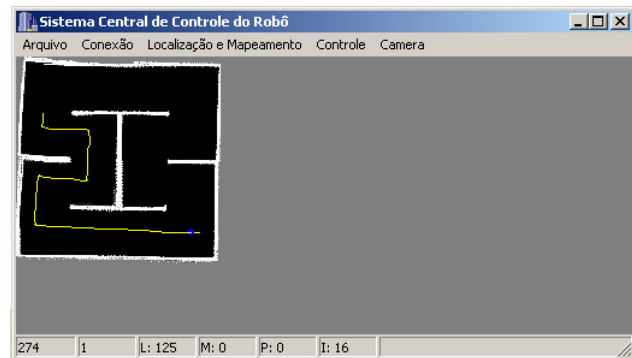 Sistema Central de Controle do Robô
Arquivo Conexão Localização e Mapeamento Controle Camera
274 1 L: 125 M: 0 P: 0 I: 16